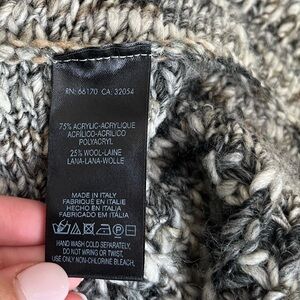 RN: 66170 CA: 32054
75% ACRYLIC-ACRYLIQUE
ACRILICO-ACRILICO
POLYACRYL
25% WOOL-LAINE
LANA-LANA-WOLLE
MADE IN ITALY
FABRIQUE EN ITALIE
HECHO EN ITALIA
FABRICADO EM ITALIA
HAND WASH COLD SEPARATELY,
DO NOT WRING OR TWIST,
USE ONLY NON-CHLORINE BLEACH,